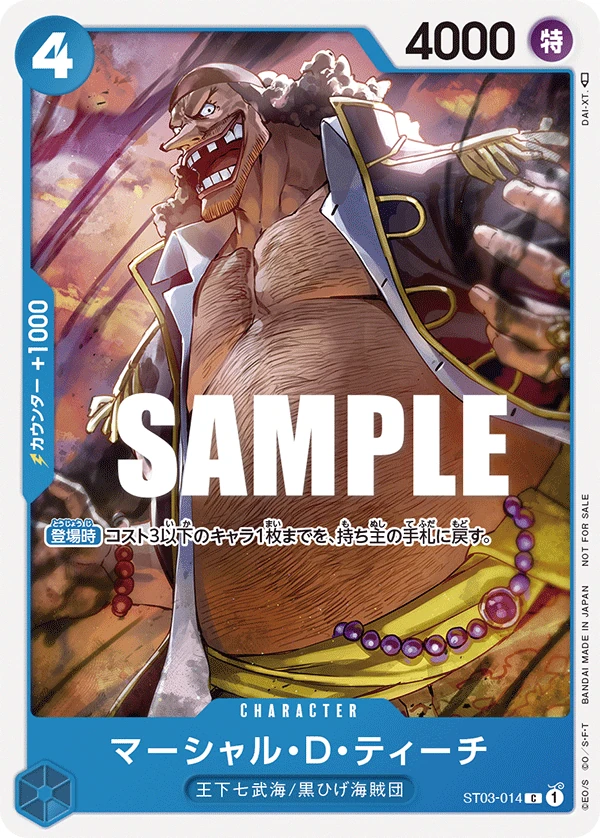 4
4000 特
DAI-XT.
カウンター +1000
SAMPLE
登場時 コスト3以下のキャラ1枚までを、持ち主の手札に戻す。
CHARACTER
マーシャル・D・ティーチ
王下七武海/黒ひげ海賊団
ST03-014 C 1
©E.O/S ©O/S・F・T BANDAI MADE IN JAPAN NOT FOR SALE